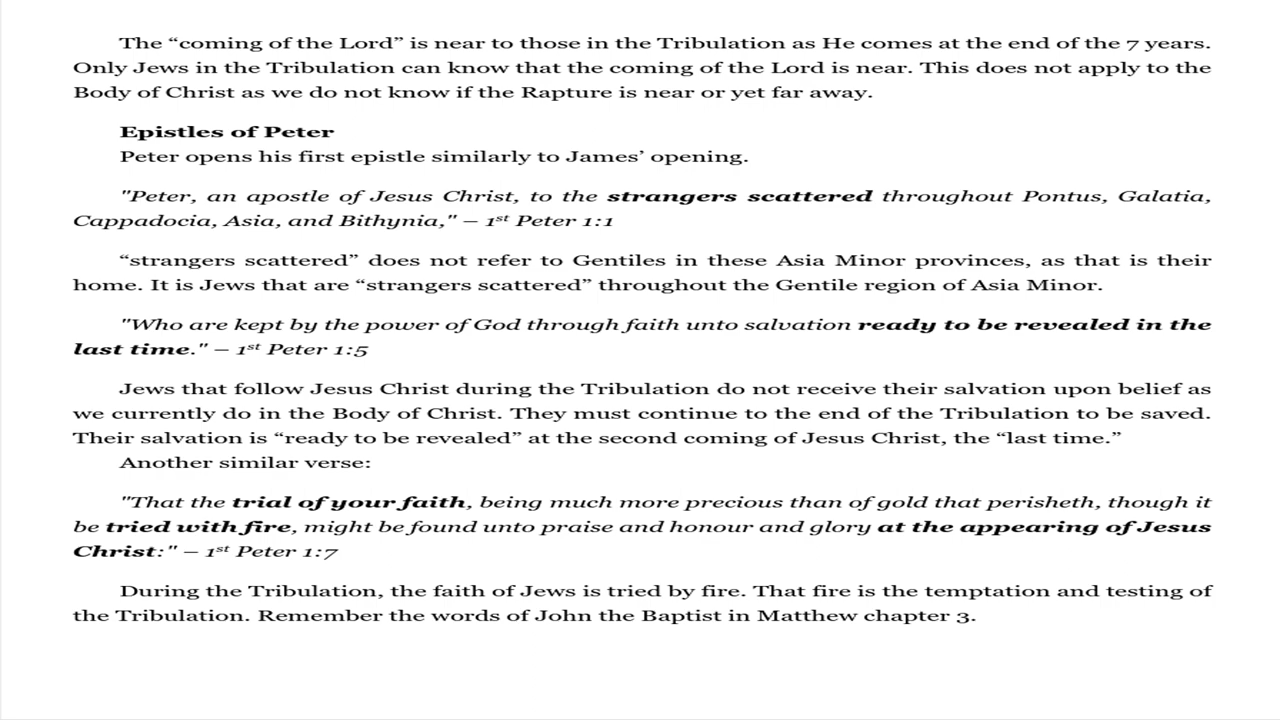 The “coming of the Lord” is near to those in the Tribulation as He comes at the end of the 7 years.
Only Jews in the Tribulation can know that the coming of the Lord is near. This does not apply to the
Body of Christ as we do not know if the Rapture is near or yet far away.
Epistles of Peter
Peter opens his first epistle similarly to James’ opening.
"Peter, an apostle of Jesus Christ, to the strangers scattered throughout Pontus, Galatia,
Cappadocia, Asia, and Bithynia," – 1st Peter 1:1
“strangers scattered” does not refer to Gentiles in these Asia Minor provinces, as that is their
home. It is Jews that are “strangers scattered” throughout the Gentile region of Asia Minor.
"Who are kept by the power of God through faith unto salvation ready to be revealed in the
last time." – 1st Peter 1:5
Jews that follow Jesus Christ during the Tribulation do not receive their salvation upon belief as
we currently do in the Body of Christ. They must continue to the end of the Tribulation to be saved.
Their salvation is “ready to be revealed” at the second coming of Jesus Christ, the “last time.”
Another similar verse:
"That the trial of your faith, being much more precious than of gold that perisheth, though it
be tried with fire, might be found unto praise and honour and glory at the appearing of Jesus
Christ:" – 1st Peter 1:7
During the Tribulation, the faith of Jews is tried by fire. That fire is the temptation and testing of
the Tribulation. Remember the words of John the Baptist in Matthew chapter 3.